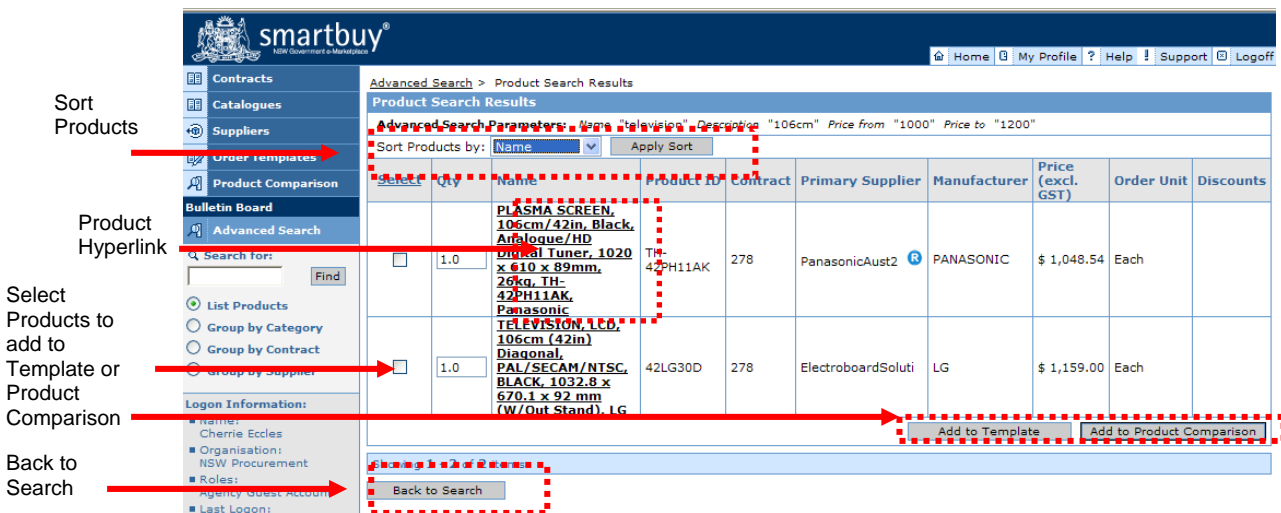 smartbuy®
NSW Government e-Marketplace
Home My Profile ? Help ! Support Logoff
Contracts
Catalogues
Suppliers
Order Templates
Product Comparison
Bulletin Board
Advanced Search
Search for:
Find
List Products
Group by Category
Group by Contract
Group by Supplier
Logon Information:
Name:
Cherrie Eccles
Organisation:
NSW Procurement
Roles:
Agency Guest Account
Last Logon:
Sort
Products
Product
Hyperlink
Select
Products to
add to
Template or
Product
Comparison
Back to
Search
Advanced Search > Product Search Results
Product Search Results
Advanced Search Parameters: Name "television" Description "106cm" Price from "1000" Price to "1200"
Sort Products by: Name Apply Sort
Select Qty Name Product ID Contract Primary Supplier Manufacturer Price (excl. GST) Order Unit Discounts
1.0
PLASMA SCREEN,
106cm/42in, Black,
Analogue/HD
Digital Tuner, 1020
x 610 x 89mm,
26kg, TH-
42PH11AK,
Panasonic
TH-
42PH11AK
278
PanasonicAust2 R
PANASONIC
$ 1,048.54
Each
1.0
TELEVISION, LCD,
106cm (42in)
Diagonal,
PAL/SECAM/NTSC,
BLACK, 1032.8 x
670.1 x 92 mm
(W/Out Stand), LG
42LG30D
278
ElectroboardSoluti
LG
$ 1,159.00
Each
Add to Template Add to Product Comparison
Showing 1 - 2 of 2 items
Back to Search